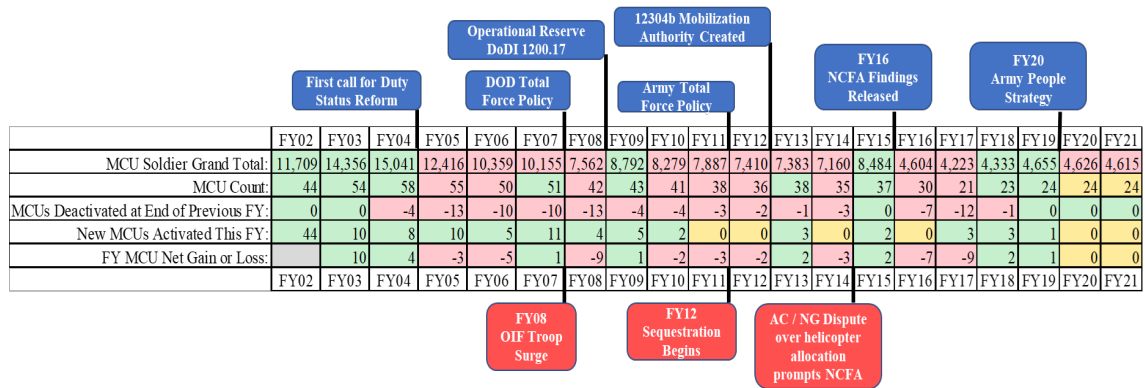 12304b Mobilization
Authority Created
Operational Reserve
DoDI 1200.17
FY16
NCFA Findings
Released
FY20
Army People
Strategy
First call for Duty
Status Reform
DOD Total
Force Policy
Army Total
Force Policy
FY02 FY03 FY04 FY05 FY06 FY07 FY08 FY09 FY10 FY11 FY12 FY13 FY14 FY15 FY16 FY17 FY18 FY19 FY20 FY21
MCU Soldier Grand Total: 11,709 14,356 15,041 12,416 10,359 10,155 7,562 8,792 8,279 7,887 7,410 7,383 7,160 8,484 4,604 4,223 4,333 4,655 4,626 4,615
MCU Count: 44 54 58 55 50 51 42 43 41 38 36 38 35 37 30 21 23 24 24 24
MCUs Deactivated at End of Previous FY: 0 0 -4 -13 -10 -10 -13 -4 -4 -3 -2 -1 -3 0 -7 -12 -1 0 0 0
New MCUs Activated This FY: 44 10 8 10 5 11 4 5 2 0 0 3 0 2 0 3 3 1 0 0
FY MCU Net Gain or Loss: 10 4 -3 -5 1 -9 1 -2 -3 -2 2 -3 2 -7 -9 2 1 0 0
FY02 FY03 FY04 FY05 FY06 FY07 FY08 FY09 FY10 FY11 FY12 FY13 FY14 FY15 FY16 FY17 FY18 FY19 FY20 FY21
FY08
OIF Troop
Surge
FY12
Sequestration
Begins
AC / NG Dispute
over helicopter
allocation
prompts NCFA